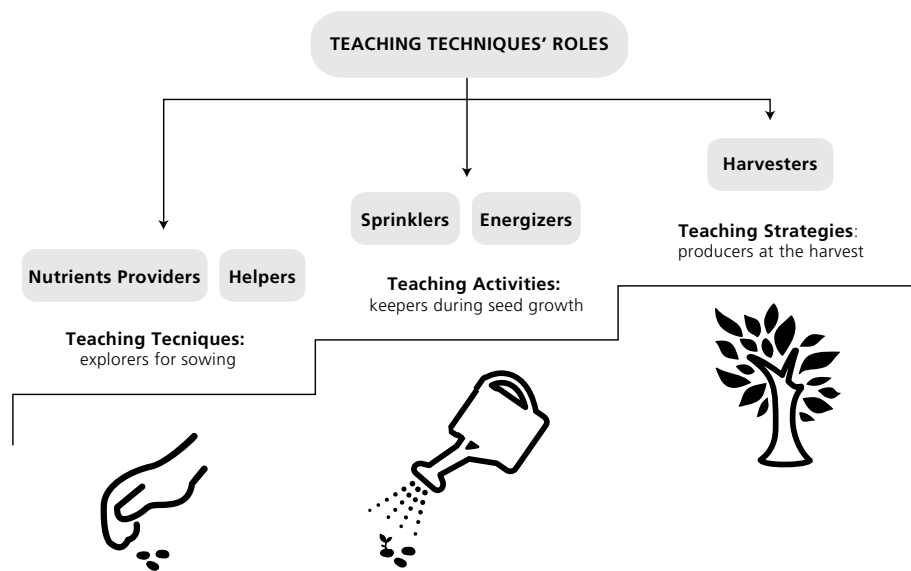 TEACHING TECHNIQUES' ROLES
Nutrients Providers
Helpers
Teaching Tecniques:
explorers for sowing
Sprinklers
Energizers
Teaching Activities:
keepers during seed growth
Harvesters
Teaching Strategies:
producers at the harvest